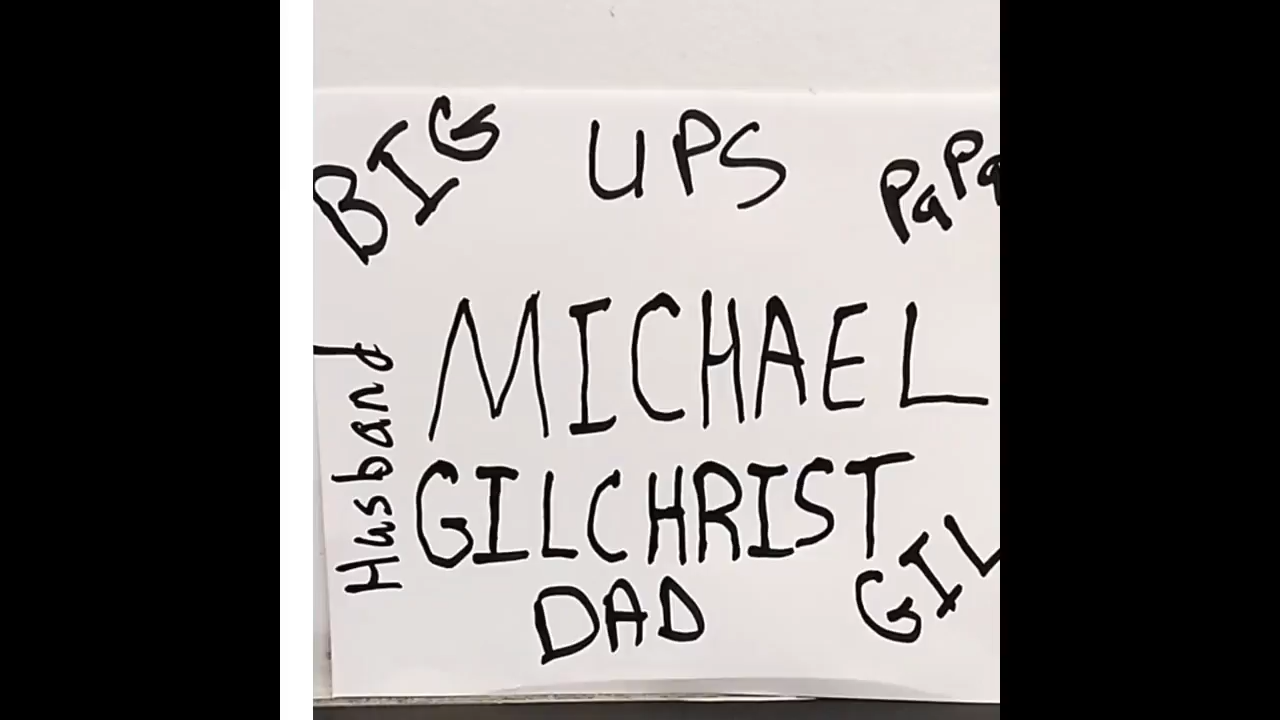 BIG UPS PaPa
MICHAEL
Husband
GILCHRIST
GIL
DAD